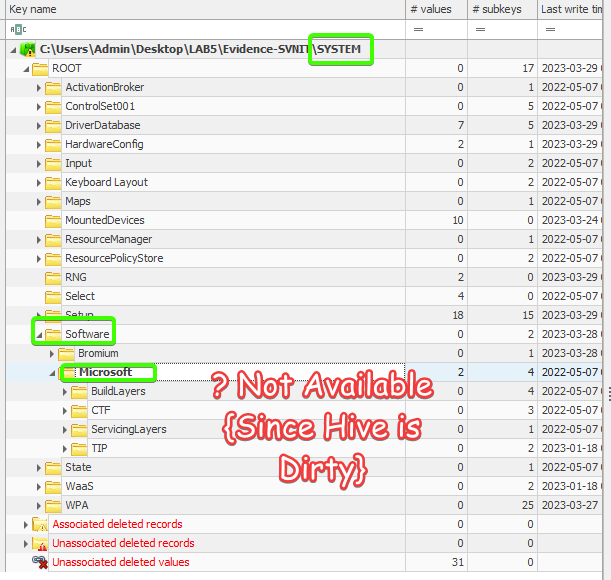 Key name # values # subkeys Last write tim
ABC = = =
C:\Users\Admin\Desktop\LAB5\Evidence-SVNIT\SYSTEM
ROOT 0 17 2023-03-29
ActivationBroker 0 1 2022-05-07
ControlSet001 0 5 2022-05-07
DriverDatabase 7 5 2023-03-29
HardwareConfig 2 1 2023-03-29
Input 0 2 2022-05-07
Keyboard Layout 0 2 2022-05-07
Maps 0 1 2022-05-07
MountedDevices 10 0 2023-03-24
ResourceManager 0 1 2022-05-07
ResourcePolicyStore 0 2 2022-05-07
RNG 2 0 2023-03-29
Select 4 0 2022-05-07
Setup 18 15 2022-05-07
Software 0 2 2023-03-28
Bromium 0 1 2023-03-28
Microsoft 2 4 2022-05-07
BuildLayers 0 4 2022-05-07
CTF 0 3 2022-05-07
ServicingLayers 0 1 2022-05-07
TIP 0 2 2023-01-18
State 0 1 2022-05-07
WaaS 0 2 2023-01-18
WPA 0 25 2023-03-27
Associated deleted records 0 0
Unassociated deleted records 0 0
Unassociated deleted values 31 0
? Not Available
{Since Hive is
Dirty}